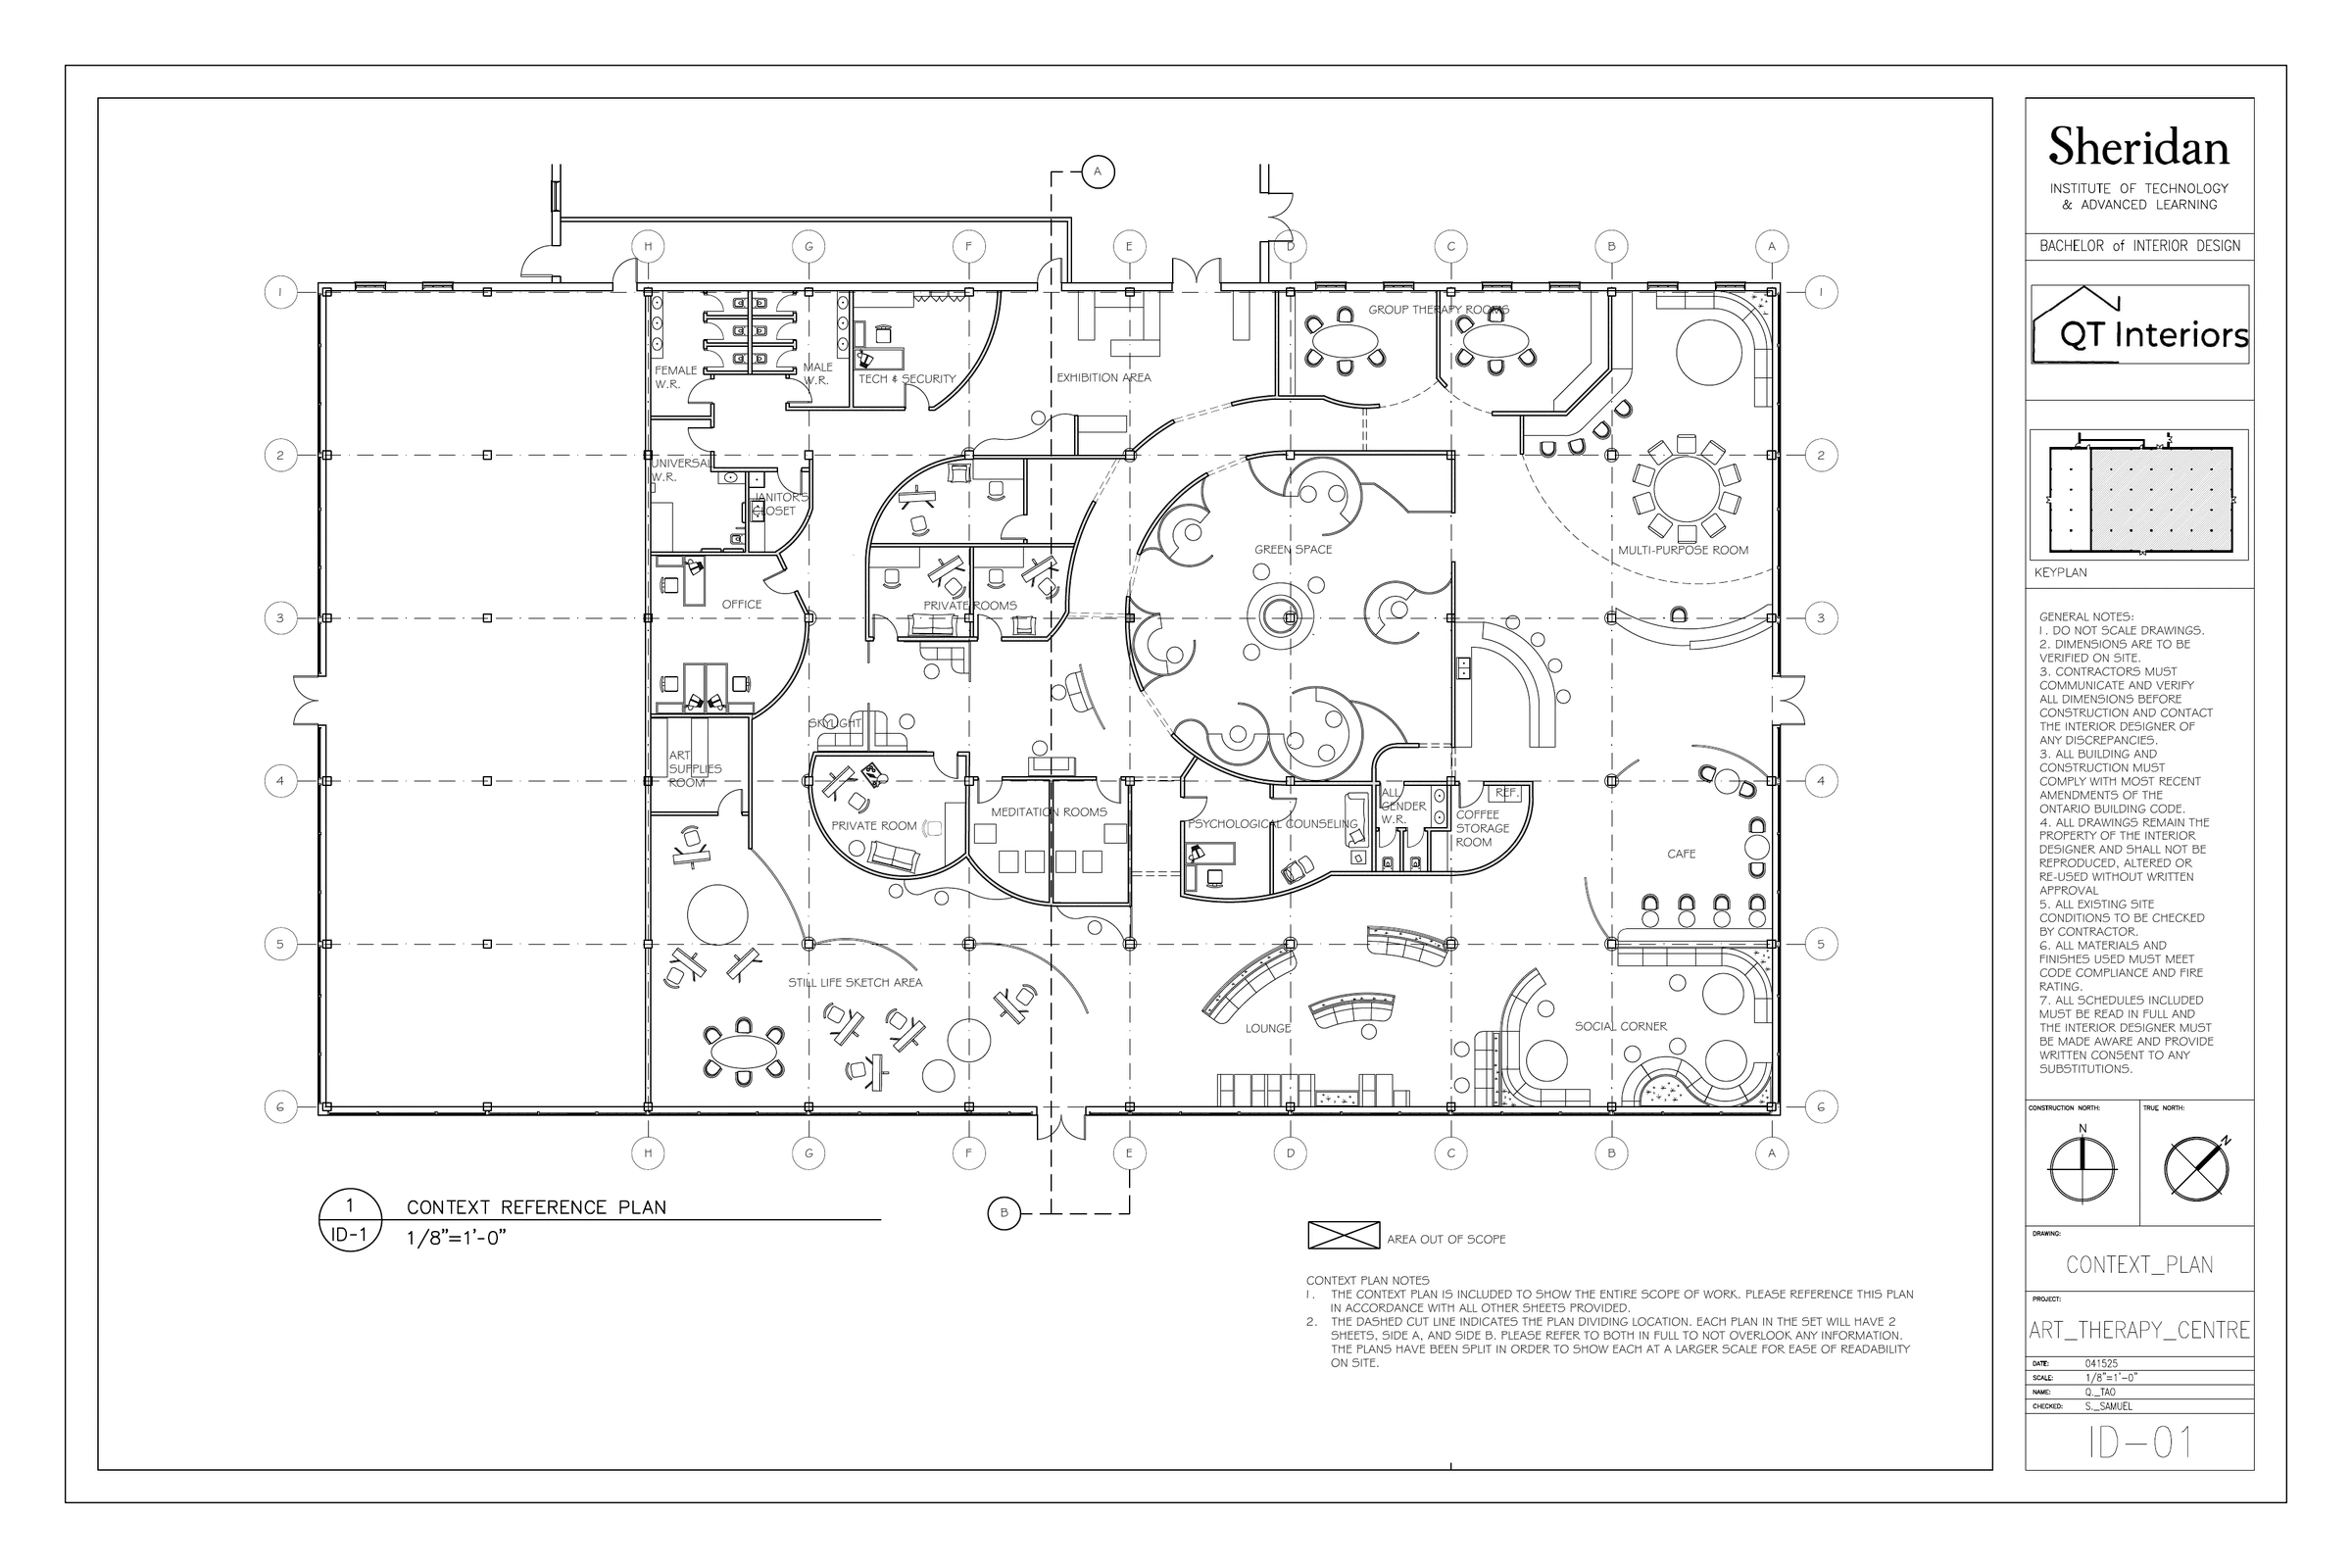 A
H
G
F
E
D
C
B
A
1
1
GROUP THERAPY ROOMS
FEMALE
W.R.
MALE
W.R.
TECH & SECURITY
EXHIBITION AREA
2
2
UNIVERSAL
W.R.
JANITOR'S
CLOSET
GREEN SPACE
MULTI-PURPOSE ROOM
OFFICE
PRIVATE ROOMS
3
3
SKYLIGHT
ART
SUPPLIES
ROOM
4
4
PRIVATE ROOM
MEDITATION ROOMS
PSYCHOLOGICAL COUNSELING
ALL
GENDER
W.R.
REF.
COFFEE
STORAGE
ROOM
CAFE
5
5
STILL LIFE SKETCH AREA
LOUNGE
SOCIAL CORNER
6
6
H
G
F
E
D
C
B
A
B
1
ID-1
CONTEXT REFERENCE PLAN
1/8"=1'-0"
AREA OUT OF SCOPE
CONTEXT PLAN NOTES
1. THE CONTEXT PLAN IS INCLUDED TO SHOW THE ENTIRE SCOPE OF WORK. PLEASE REFERENCE THIS PLAN
IN ACCORDANCE WITH ALL OTHER SHEETS PROVIDED.
2. THE DASHED CUT LINE INDICATES THE PLAN DIVIDING LOCATION. EACH PLAN IN THE SET WILL HAVE 2
SHEETS, SIDE A, AND SIDE B. PLEASE REFER TO BOTH IN FULL TO NOT OVERLOOK ANY INFORMATION.
THE PLANS HAVE BEEN SPLIT IN ORDER TO SHOW EACH AT A LARGER SCALE FOR EASE OF READABILITY
ON SITE.
Sheridan
INSTITUTE OF TECHNOLOGY
& ADVANCED LEARNING
BACHELOR of INTERIOR DESIGN
QT Interiors
KEYPLAN
GENERAL NOTES:
1. DO NOT SCALE DRAWINGS.
2. DIMENSIONS ARE TO BE
VERIFIED ON SITE.
3. CONTRACTORS MUST
COMMUNICATE AND VERIFY
ALL DIMENSIONS BEFORE
CONSTRUCTION AND CONTACT
THE INTERIOR DESIGNER OF
ANY DISCREPANCIES.
3. ALL BUILDING AND
CONSTRUCTION MUST
COMPLY WITH MOST RECENT
AMENDMENTS OF THE
ONTARIO BUILDING CODE.
4. ALL DRAWINGS REMAIN THE
PROPERTY OF THE INTERIOR
DESIGNER AND SHALL NOT BE
REPRODUCED, ALTERED OR
RE-USED WITHOUT WRITTEN
APPROVAL
5. ALL EXISTING SITE
CONDITIONS TO BE CHECKED
BY CONTRACTOR.
6. ALL MATERIALS AND
FINISHES USED MUST MEET
CODE COMPLIANCE AND FIRE
RATING.
7. ALL SCHEDULES INCLUDED
MUST BE READ IN FULL AND
THE INTERIOR DESIGNER MUST
BE MADE AWARE AND PROVIDE
WRITTEN CONSENT TO ANY
SUBSTITUTIONS.
CONSTRUCTION NORTH:
TRUE NORTH:
N
N
DRAWING:
CONTEXT_PLAN
PROJECT:
ART_THERAPY_CENTRE
DATE: 041525
SCALE: 1/8"=1'-0"
NAME: Q._TAO
CHECKED: S._SAMUEL
ID-01